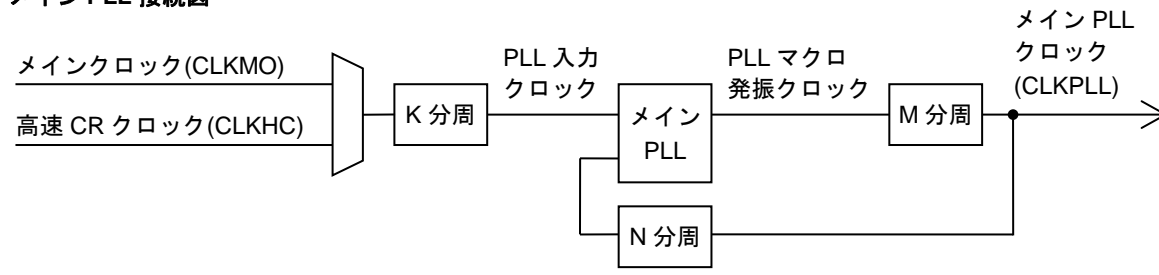 メイン PLL 接続図
メインクロック(CLKMO)
高速 CR クロック(CLKHC)
K 分周
PLL 入力
クロック
メイン
PLL
PLL マクロ
発振クロック
M 分周
メイン PLL
クロック
(CLKPLL)
N 分周